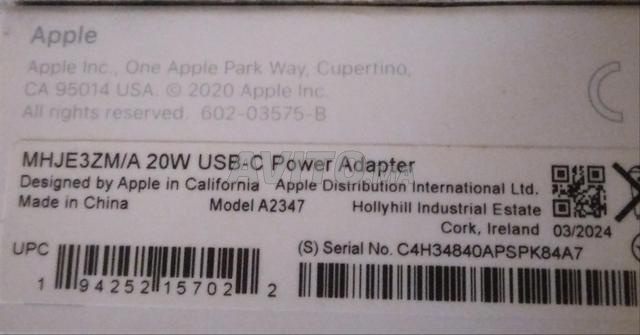 Apple
Apple Inc., One Apple Park Way, Cupertino,
CA 95014 USA. © 2020 Apple Inc.
All rights reserved. 602-03575-B
MHJE3ZM/A 20W USB-C Power Adapter
Designed by Apple in California Apple Distribution International Ltd.
Made in China Model A2347 Hollyhill Industrial Estate
Cork, Ireland 03/2024
UPC (S) Serial No. C4H34840APSPK84A7
1 94252 15702 2